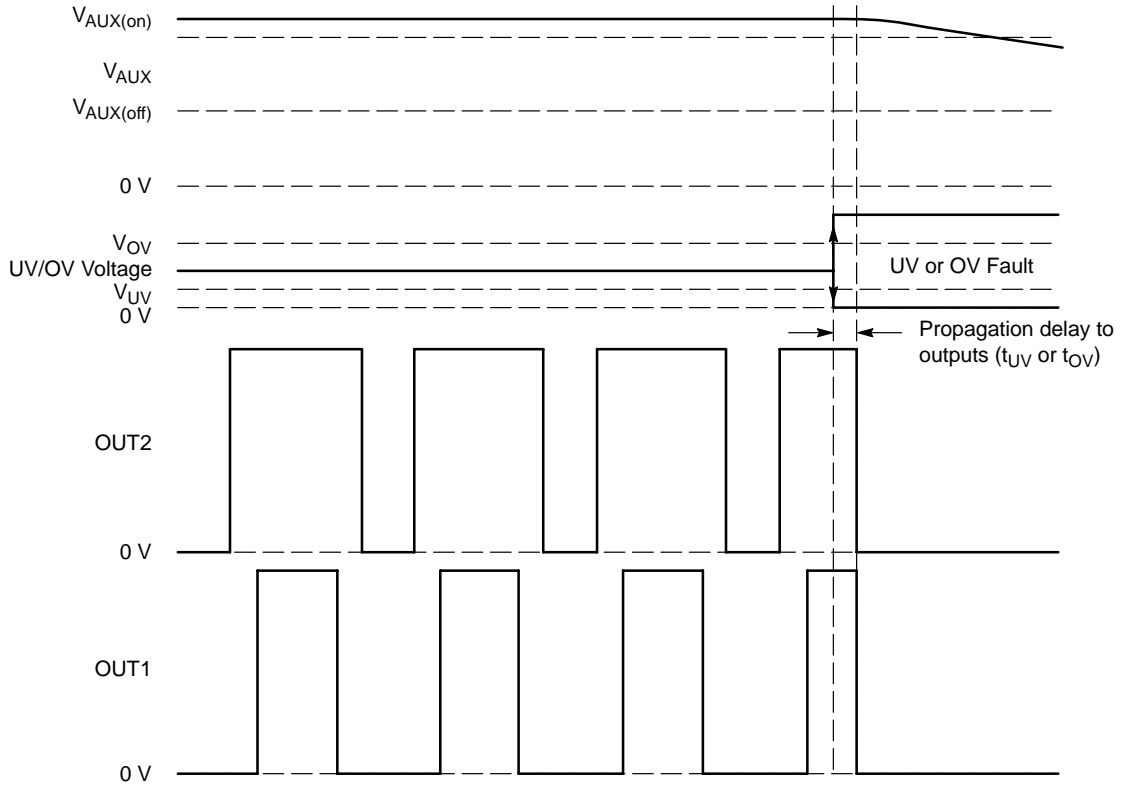 VAUX(on)
VAUX
VAUX(off)
0 V
VOV
UV/OV Voltage
VUV
0 V
UV or OV Fault
Propagation delay to
outputs (tUV or tOV)
OUT2
0 V
OUT1
0 V